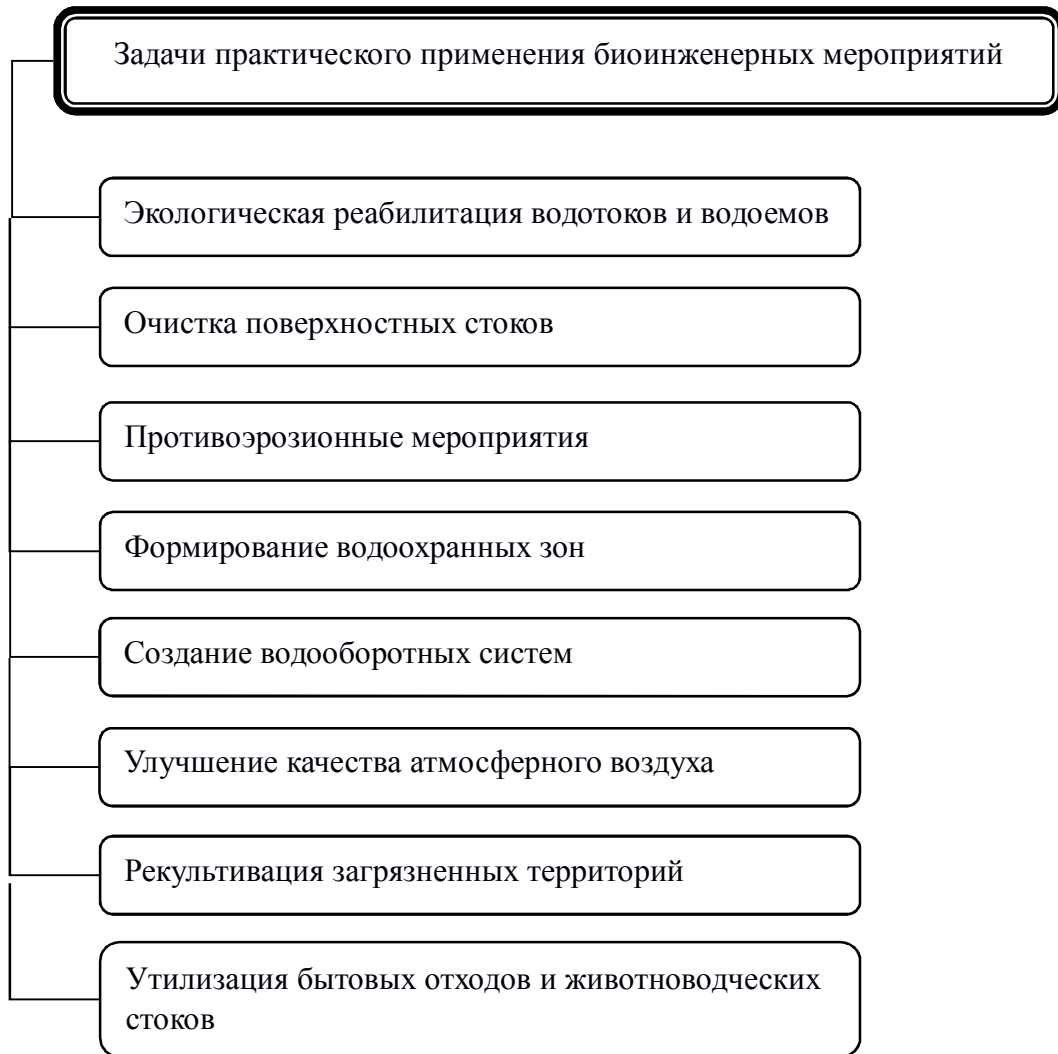 Задачи практического применения биоинженерных мероприятий
Экологическая реабилитация водотоков и водоемов
Очистка поверхностных стоков
Противоэрозионные мероприятия
Формирование водоохранных зон
Создание водооборотных систем
Улучшение качества атмосферного воздуха
Рекультивация загрязненных территорий
Утилизация бытовых отходов и животноводческих
стоков